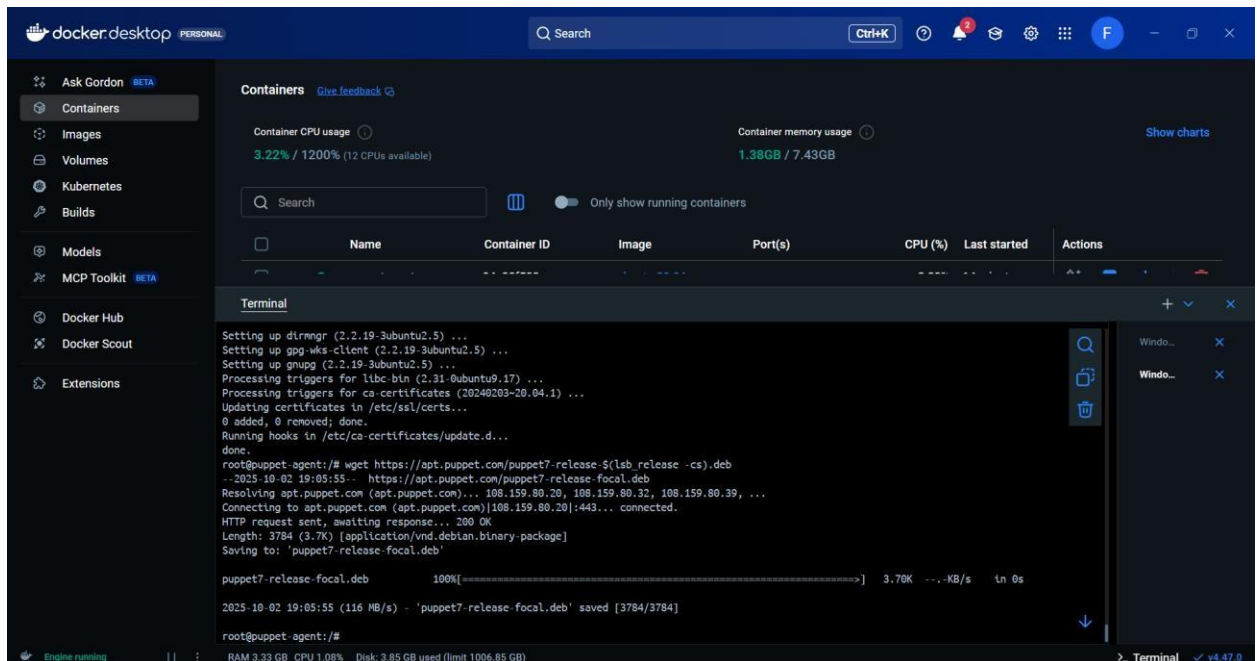 docker.desktop PERSONAL
Search
Ctrl+K
2
F
Ask Gordon BETA
Containers
Images
Volumes
Kubernetes
Builds
Models
MCP Toolkit BETA
Docker Hub
Docker Scout
Extensions
Containers Give feedback
Container CPU usage
3.22% / 1200% (12 CPUs available)
Container memory usage
1.38GB / 7.43GB
Show charts
Search
Only show running containers
Name Container ID Image Port(s) CPU (%) Last started Actions
Terminal
Setting up dirmngr (2.2.19-3ubuntu2.5) ...
Setting up gpg-wks-client (2.2.19-3ubuntu2.5) ...
Setting up gnupg (2.2.19-3ubuntu2.5) ...
Processing triggers for libc-bin (2.31-0ubuntu9.17) ...
Processing triggers for ca-certificates (20240203~20.04.1) ...
Updating certificates in /etc/ssl/certs...
0 added, 0 removed; done.
Running hooks in /etc/ca-certificates/update.d...
done.
root@puppet-agent:/# wget https://apt.puppet.com/puppet7-release-$(lsb_release -cs).deb
--2025-10-02 19:05:55-- https://apt.puppet.com/puppet7-release-focal.deb
Resolving apt.puppet.com (apt.puppet.com)... 108.159.80.20, 108.159.80.32, 108.159.80.39, ...
Connecting to apt.puppet.com (apt.puppet.com)|108.159.80.20|:443... connected.
HTTP request sent, awaiting response... 200 OK
Length: 3784 (3.7K) [application/vnd.debian.binary-package]
Saving to: 'puppet7-release-focal.deb'
puppet7-release-focal.deb 100%[===================================================================>] 3.70K --.-KB/s in 0s
2025-10-02 19:05:55 (116 MB/s) - 'puppet7-release-focal.deb' saved [3784/3784]
root@puppet-agent:/#
Windo...
Windo...
Engine running
RAM 3.33 GB CPU 1.08% Disk: 3.85 GB used (limit 1006.85 GB)
Terminal
v4.47.0